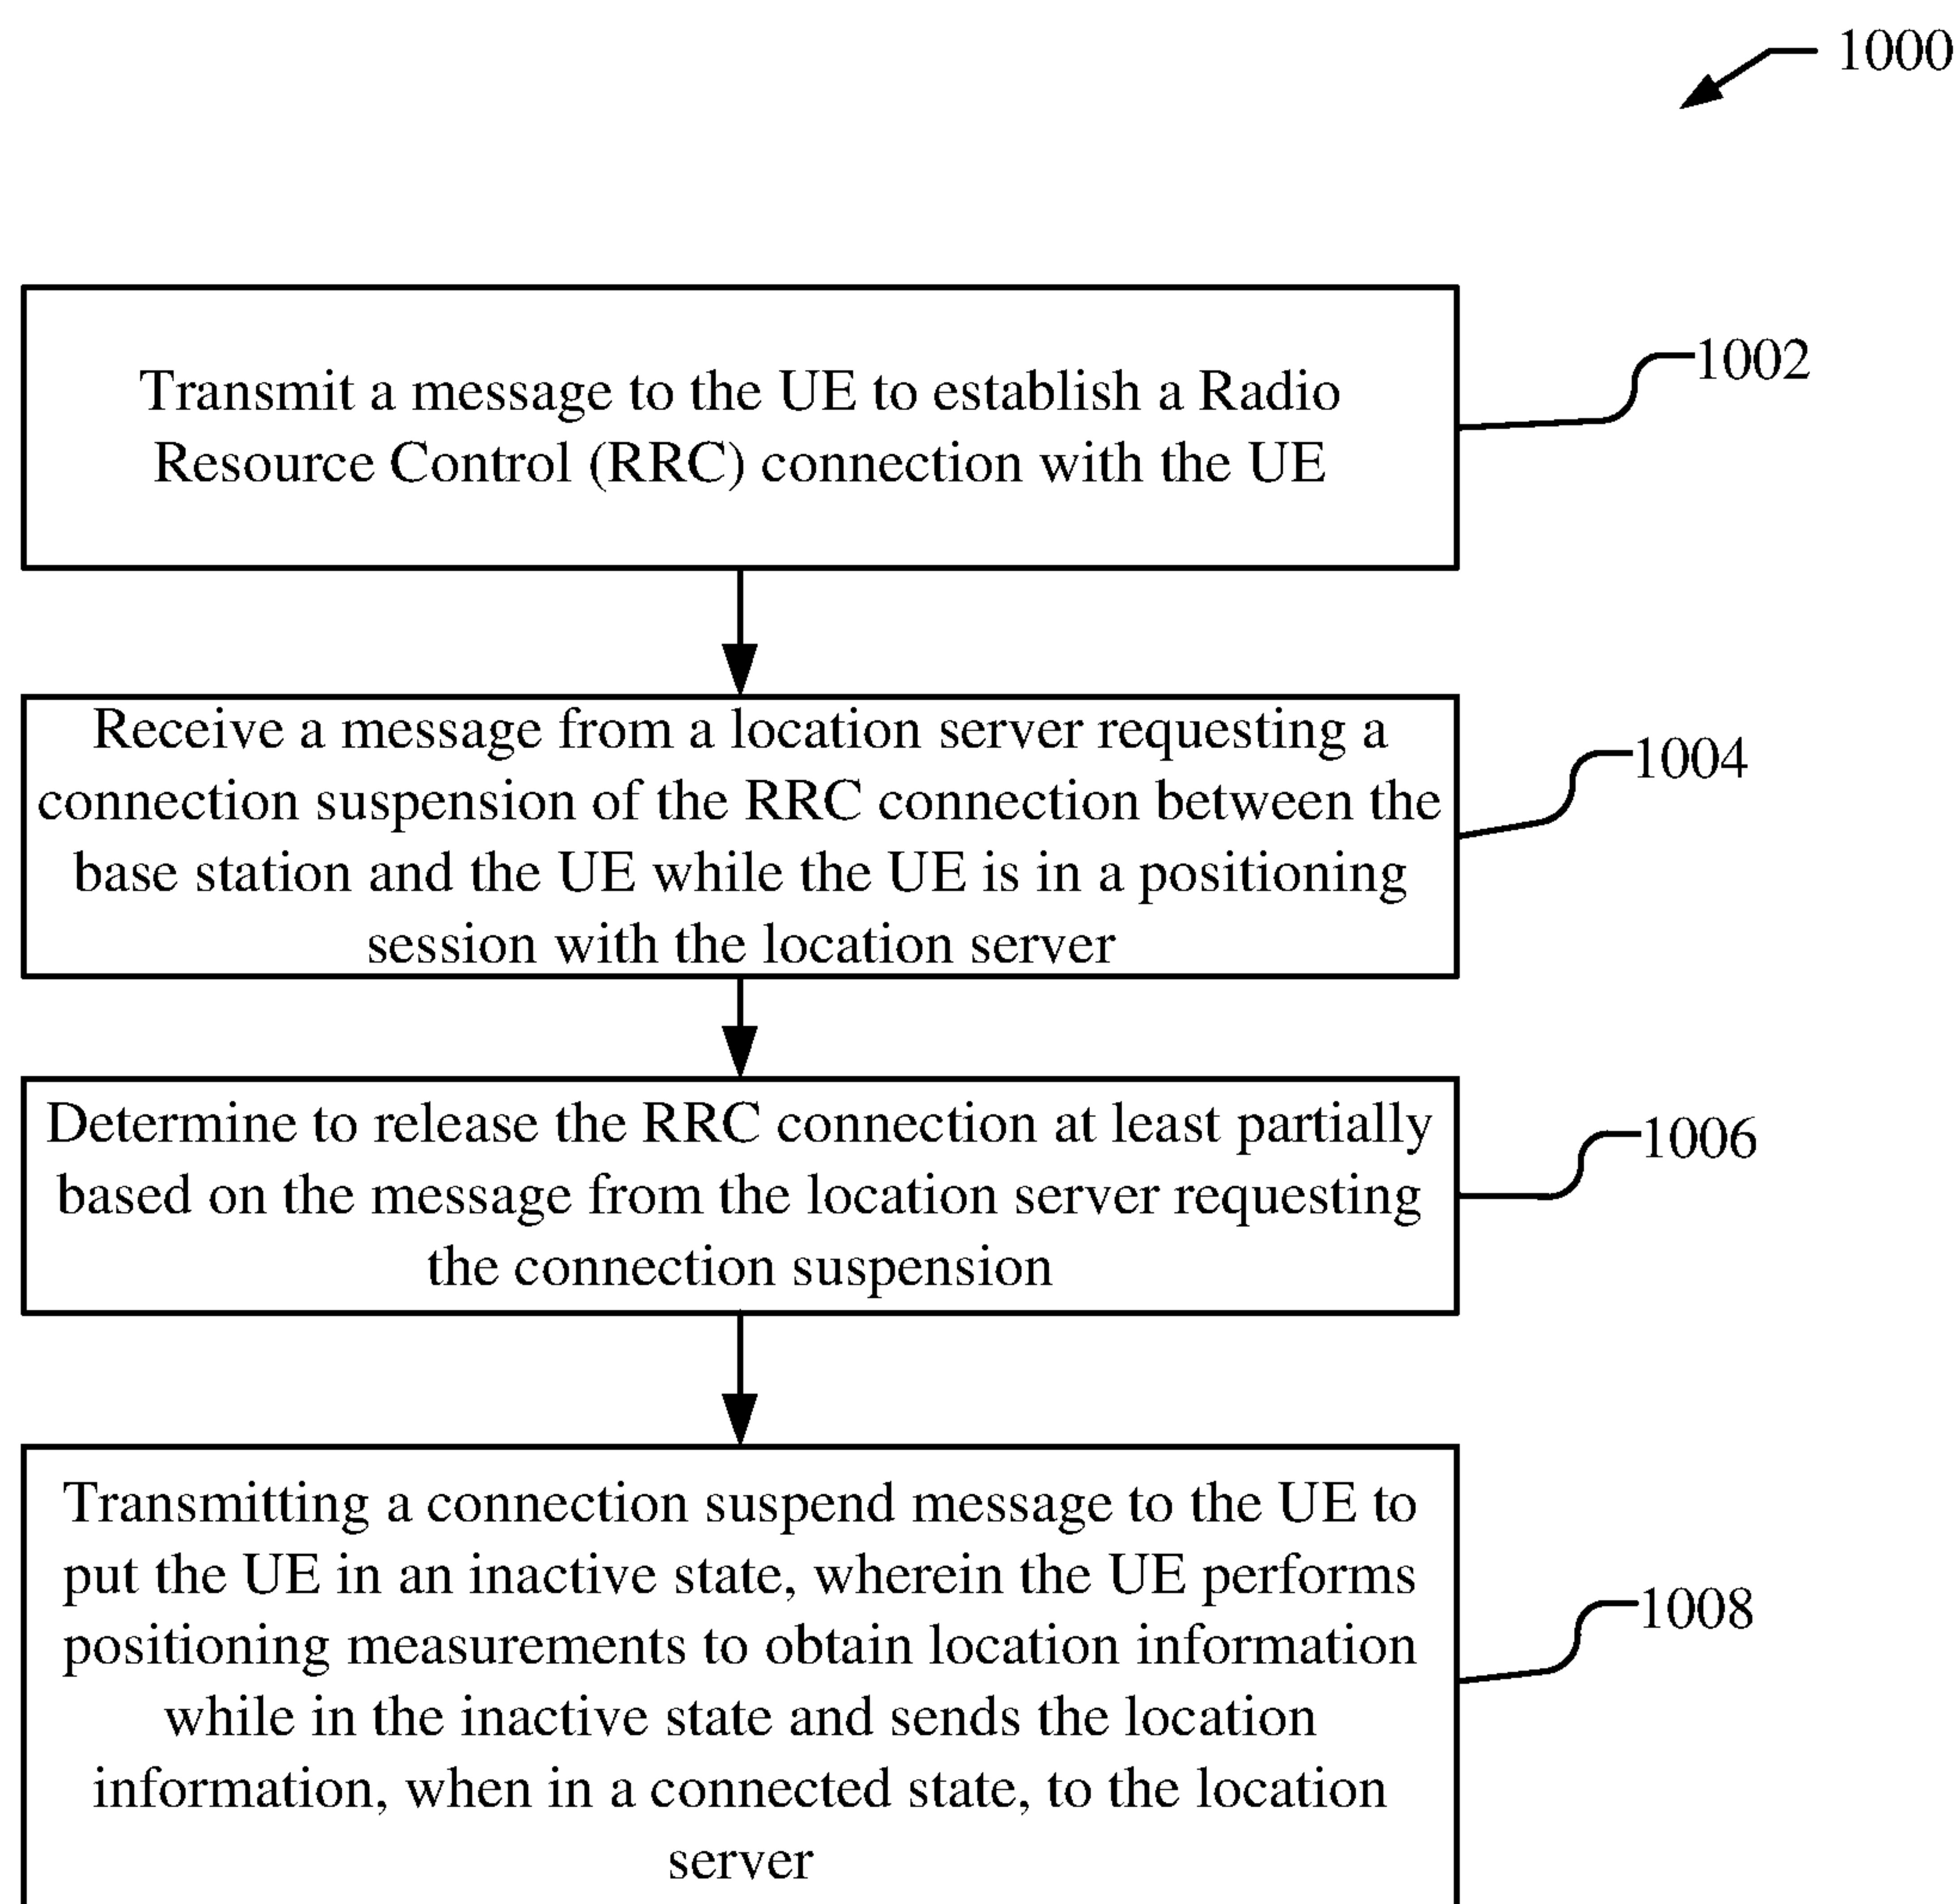 1000
Transmit a message to the UE to establish a Radio
Resource Control (RRC) connection with the UE
1002
Receive a message from a location server requesting a
connection suspension of the RRC connection between the
base station and the UE while the UE is in a positioning
session with the location server
1004
Determine to release the RRC connection at least partially
based on the message from the location server requesting
the connection suspension
1006
Transmitting a connection suspend message to the UE to
put the UE in an inactive state, wherein the UE performs
positioning measurements to obtain location information
while in the inactive state and sends the location
information, when in a connected state, to the location
server
1008